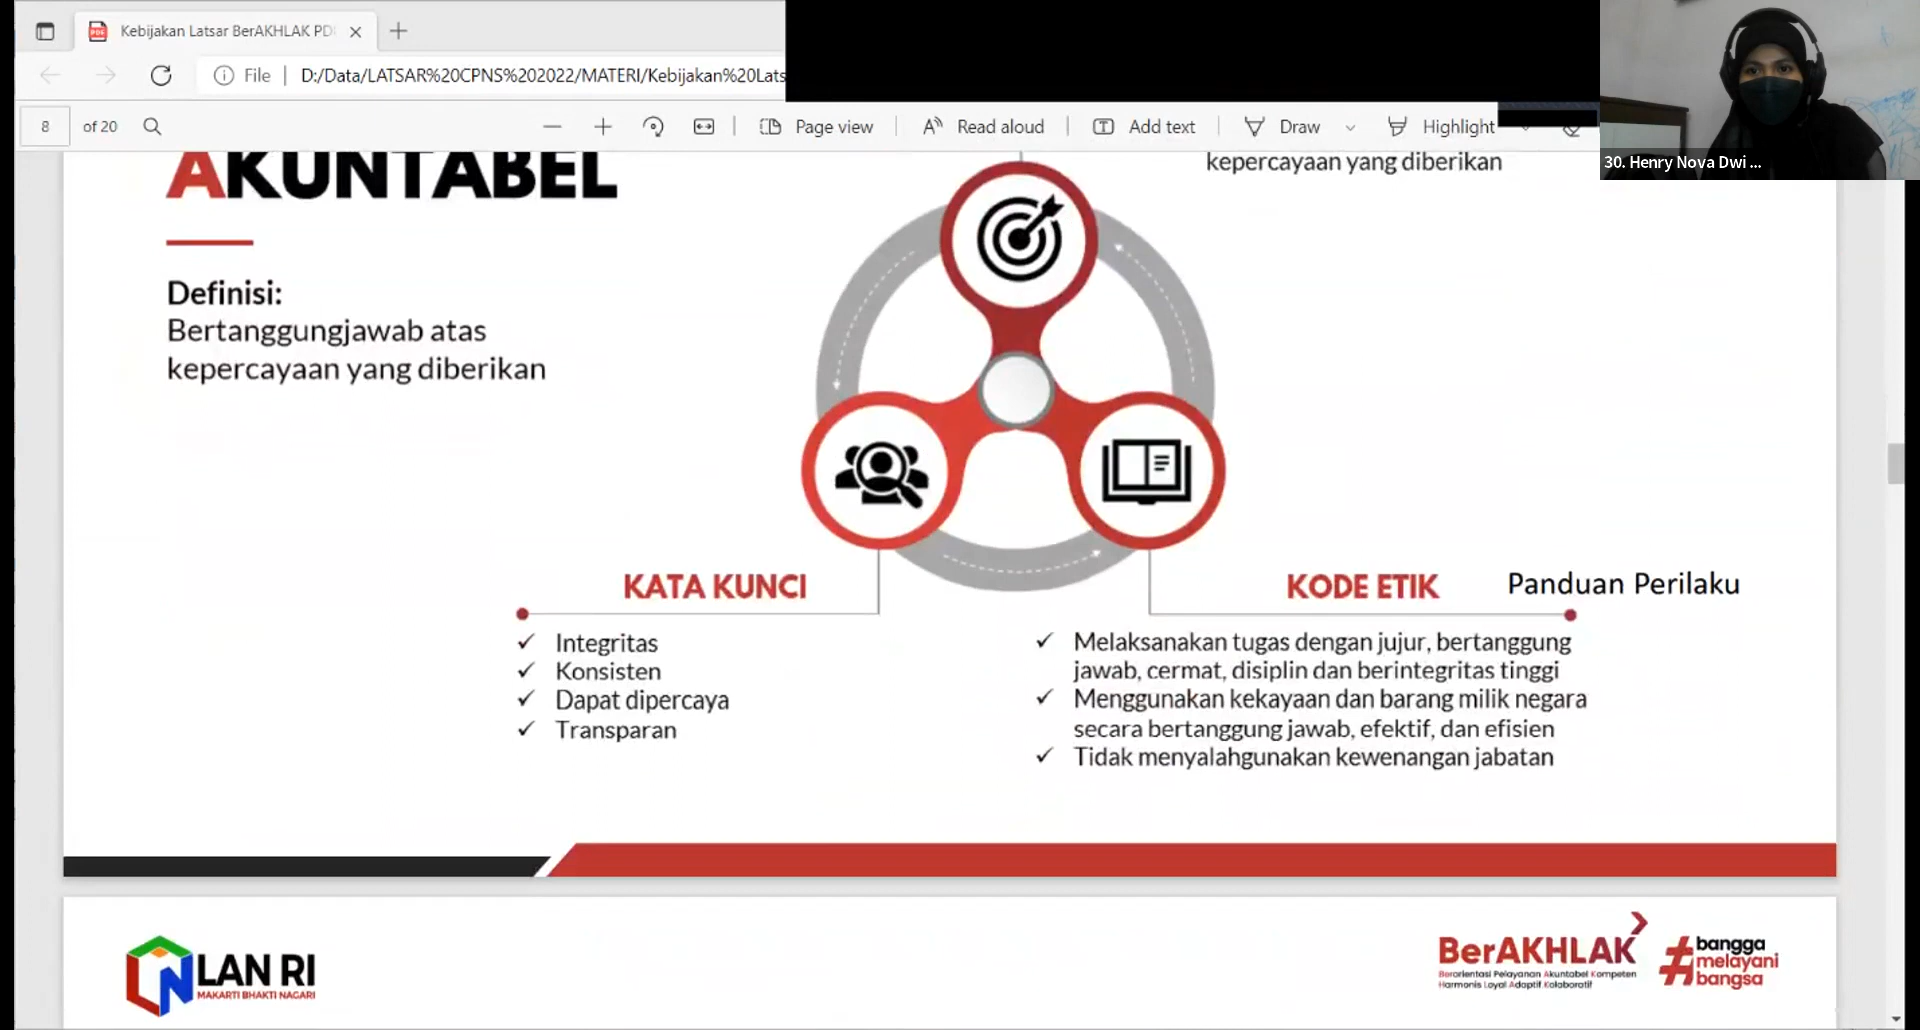 Kebijakan Latsar BerAKHLAK PD
File
D:/Data/LATSAR%20CPNS%202022/MATERI/Kebijakan%20Lats
8
of 20
Page view
Read aloud
Add text
Draw
Highlight
30. Henry Nova Dwi ...
AKUNTABEL
kepercayaan yang diberikan
Definisi:
Bertanggungjawab atas
kepercayaan yang diberikan
KATA KUNCI
✓ Integritas
✓ Konsisten
✓ Dapat dipercaya
✓ Transparan
KODE ETIK
Panduan Perilaku
✓ Melaksanakan tugas dengan jujur, bertanggung
jawab, cermat, disiplin dan berintegritas tinggi
✓ Menggunakan kekayaan dan barang milik negara
secara bertanggung jawab, efektif, dan efisien
✓ Tidak menyalahgunakan kewenangan jabatan
LAN RI
MAKARTI BHAKTI NAGARI
BerAKHLAK
Berorientasi Pelayanan Akuntabel Kompeten
Harmonis Loyal Adaptif Kolaboratif
#bangga
melayani
bangsa